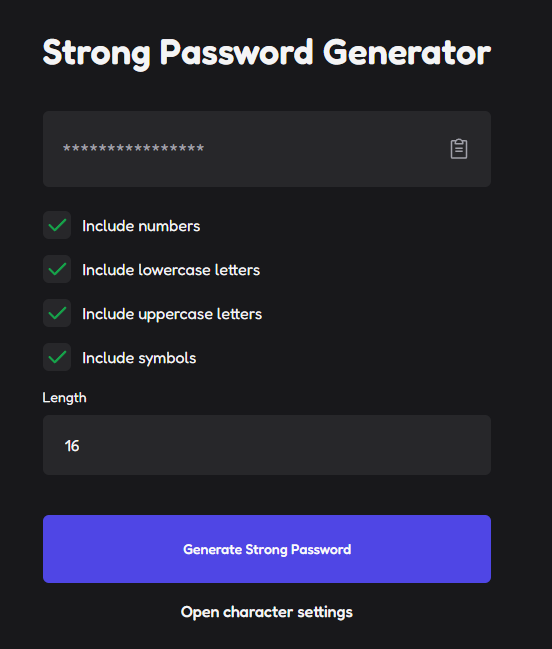 Strong Password Generator
****************
Include numbers
Include lowercase letters
Include uppercase letters
Include symbols
Length
16
Generate Strong Password
Open character settings